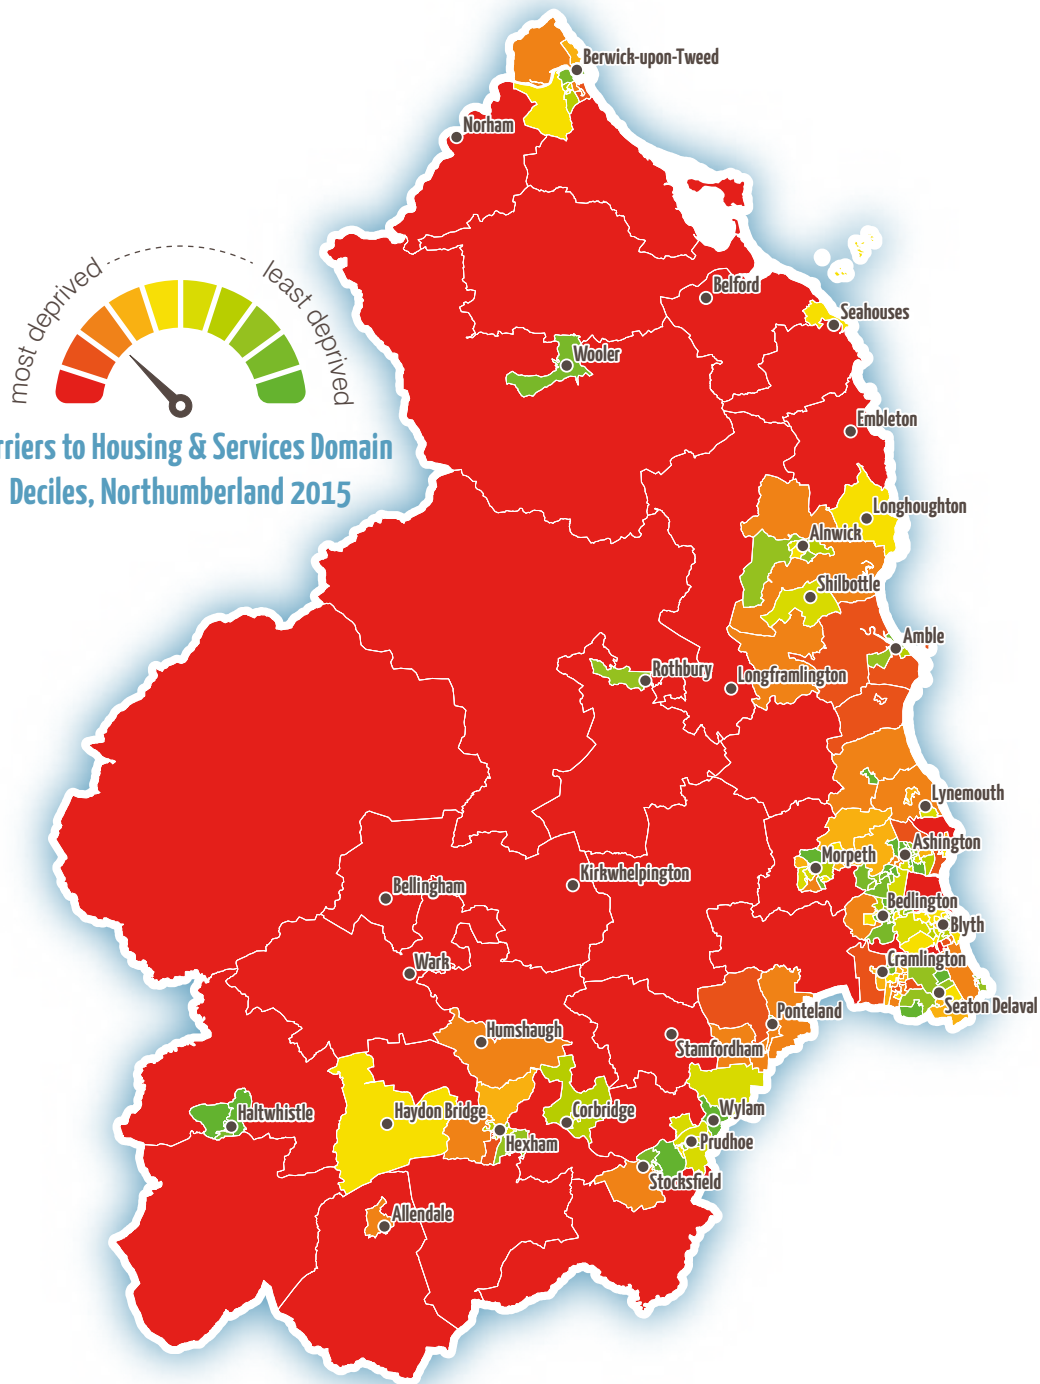 Berwick-upon-Tweed
Norham
most deprived
least deprived
Belford
Seahouses
Wooler
Embleton
rriers to Housing & Services Domain
Deciles, Northumberland 2015
Longhoughton
Alnwick
Shilbottle
Amble
Rothbury
Longframlington
Lynemouth
Ashington
Morpeth
Kirkwhelpington
Bellingham
Bedlington
Blyth
Wark
Cramlington
Seaton Delaval
Ponteland
Humshaugh
Stamfordham
Haltwhistle
Haydon Bridge
Corbridge
Wylam
Hexham
Prudhoe
Stocksfield
Allendale